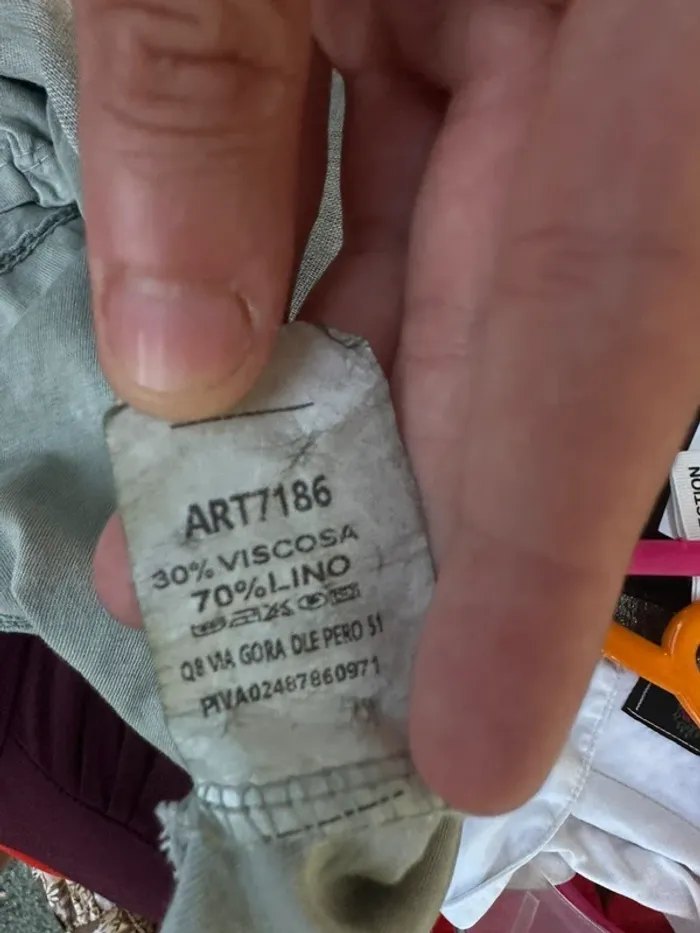 ART7186
30% VISCOSA
70%LINO
Q8 VIA GORA DLE PERO 51
PIVA02487860971